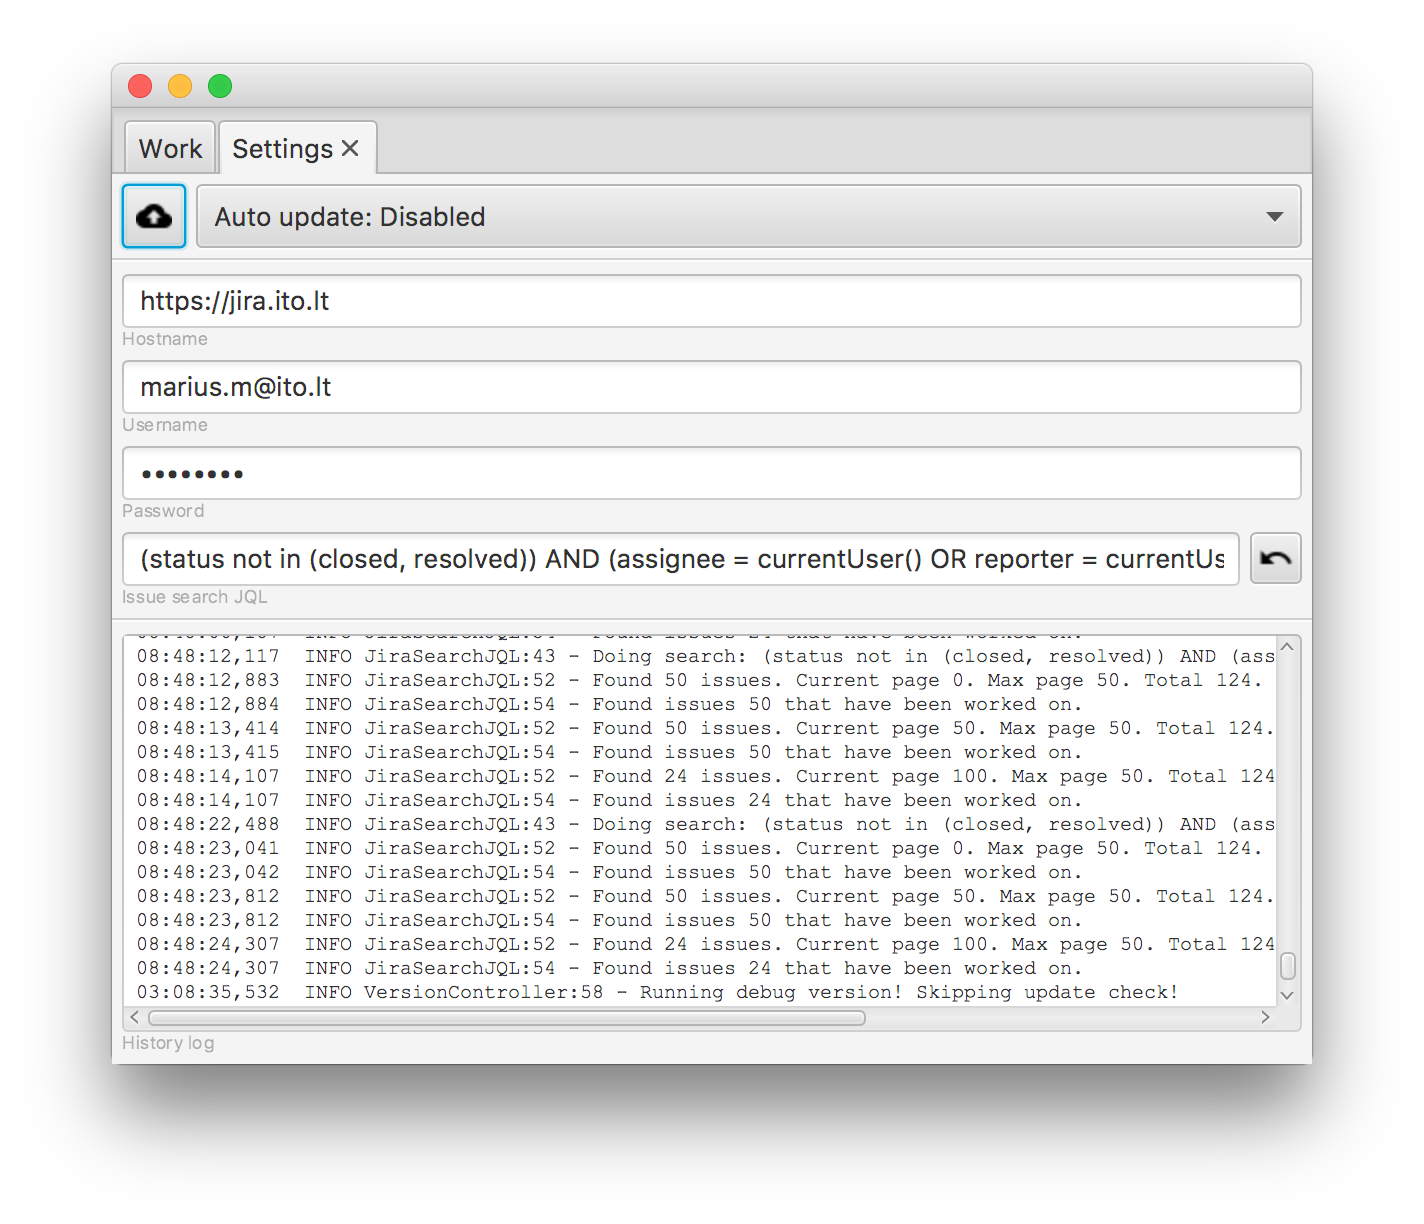 Work Settings
Auto update: Disabled
https://jira.ito.lt
Hostname
marius.m@ito.lt
Username
••••••••
Password
(status not in (closed, resolved)) AND (assignee = currentUser() OR reporter = currentUs
Issue search JQL
08:48:12,117 INFO JiraSearchJQL:43 - Doing search: (status not in (closed, resolved)) AND (ass
08:48:12,883 INFO JiraSearchJQL:52 - Found 50 issues. Current page 0. Max page 50. Total 124.
08:48:12,884 INFO JiraSearchJQL:54 - Found issues 50 that have been worked on.
08:48:13,414 INFO JiraSearchJQL:52 - Found 50 issues. Current page 50. Max page 50. Total 124.
08:48:13,415 INFO JiraSearchJQL:54 - Found issues 50 that have been worked on.
08:48:14,107 INFO JiraSearchJQL:52 - Found 24 issues. Current page 100. Max page 50. Total 124
08:48:14,107 INFO JiraSearchJQL:54 - Found issues 24 that have been worked on.
08:48:22,488 INFO JiraSearchJQL:43 - Doing search: (status not in (closed, resolved)) AND (ass
08:48:23,041 INFO JiraSearchJQL:52 - Found 50 issues. Current page 0. Max page 50. Total 124.
08:48:23,042 INFO JiraSearchJQL:54 - Found issues 50 that have been worked on.
08:48:23,812 INFO JiraSearchJQL:52 - Found 50 issues. Current page 50. Max page 50. Total 124.
08:48:23,812 INFO JiraSearchJQL:54 - Found issues 50 that have been worked on.
08:48:24,307 INFO JiraSearchJQL:52 - Found 24 issues. Current page 100. Max page 50. Total 124
08:48:24,307 INFO JiraSearchJQL:54 - Found issues 24 that have been worked on.
03:08:35,532 INFO VersionController:58 - Running debug version! Skipping update check!
History log